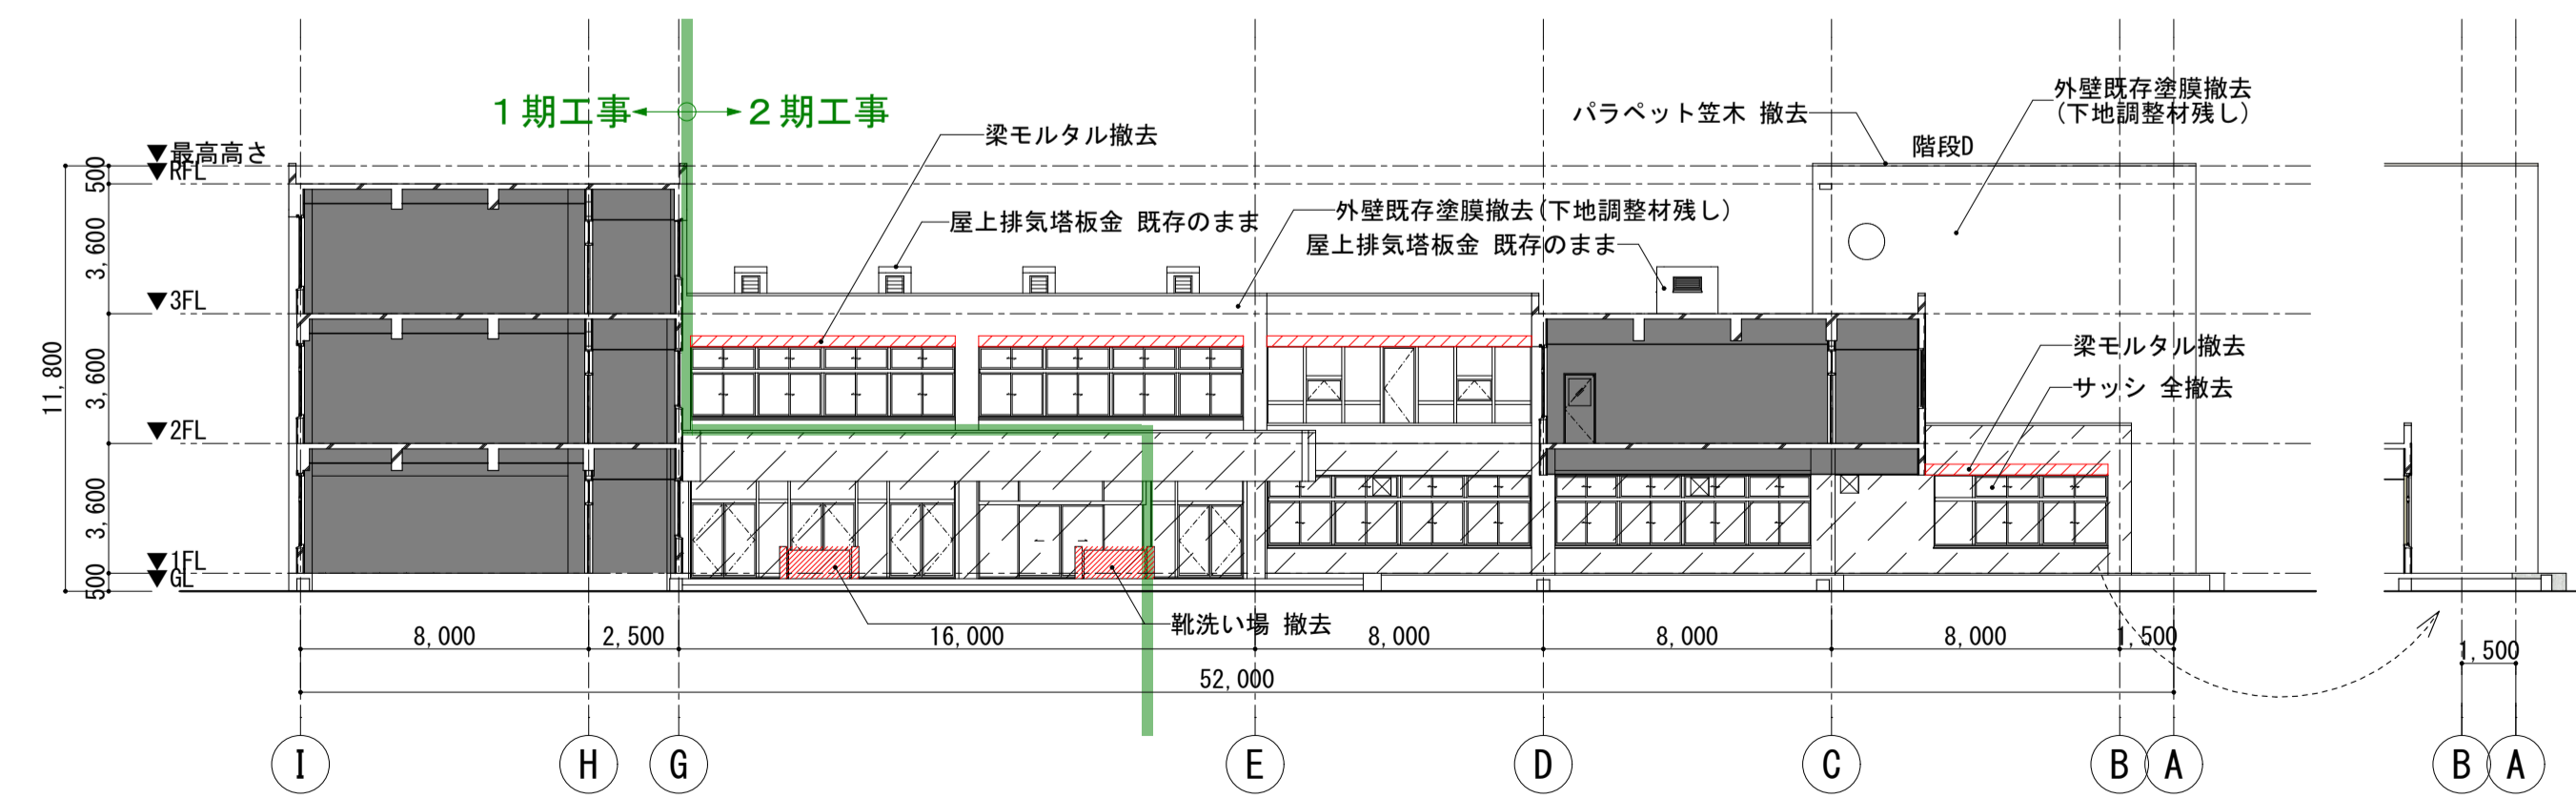 1期工事
2期工事
梁モルタル撤去
パラペット笠木 撤去
外壁既存塗膜撤去
(下地調整材残し)
階段D
▼最高高さ
▼RFL
屋上排気塔板金 既存のまま
外壁既存塗膜撤去(下地調整材残し)
屋上排気塔板金 既存のまま
▼3FL
梁モルタル撤去
サッシ 全撤去
▼2FL
▼1FL
▼GL
500
3,600
3,600
3,600
500
11,800
靴洗い場 撤去
8,000
2,500
16,000
8,000
8,000
8,000
1,500
1,500
52,000
I
H
G
E
D
C
B
A
B
A